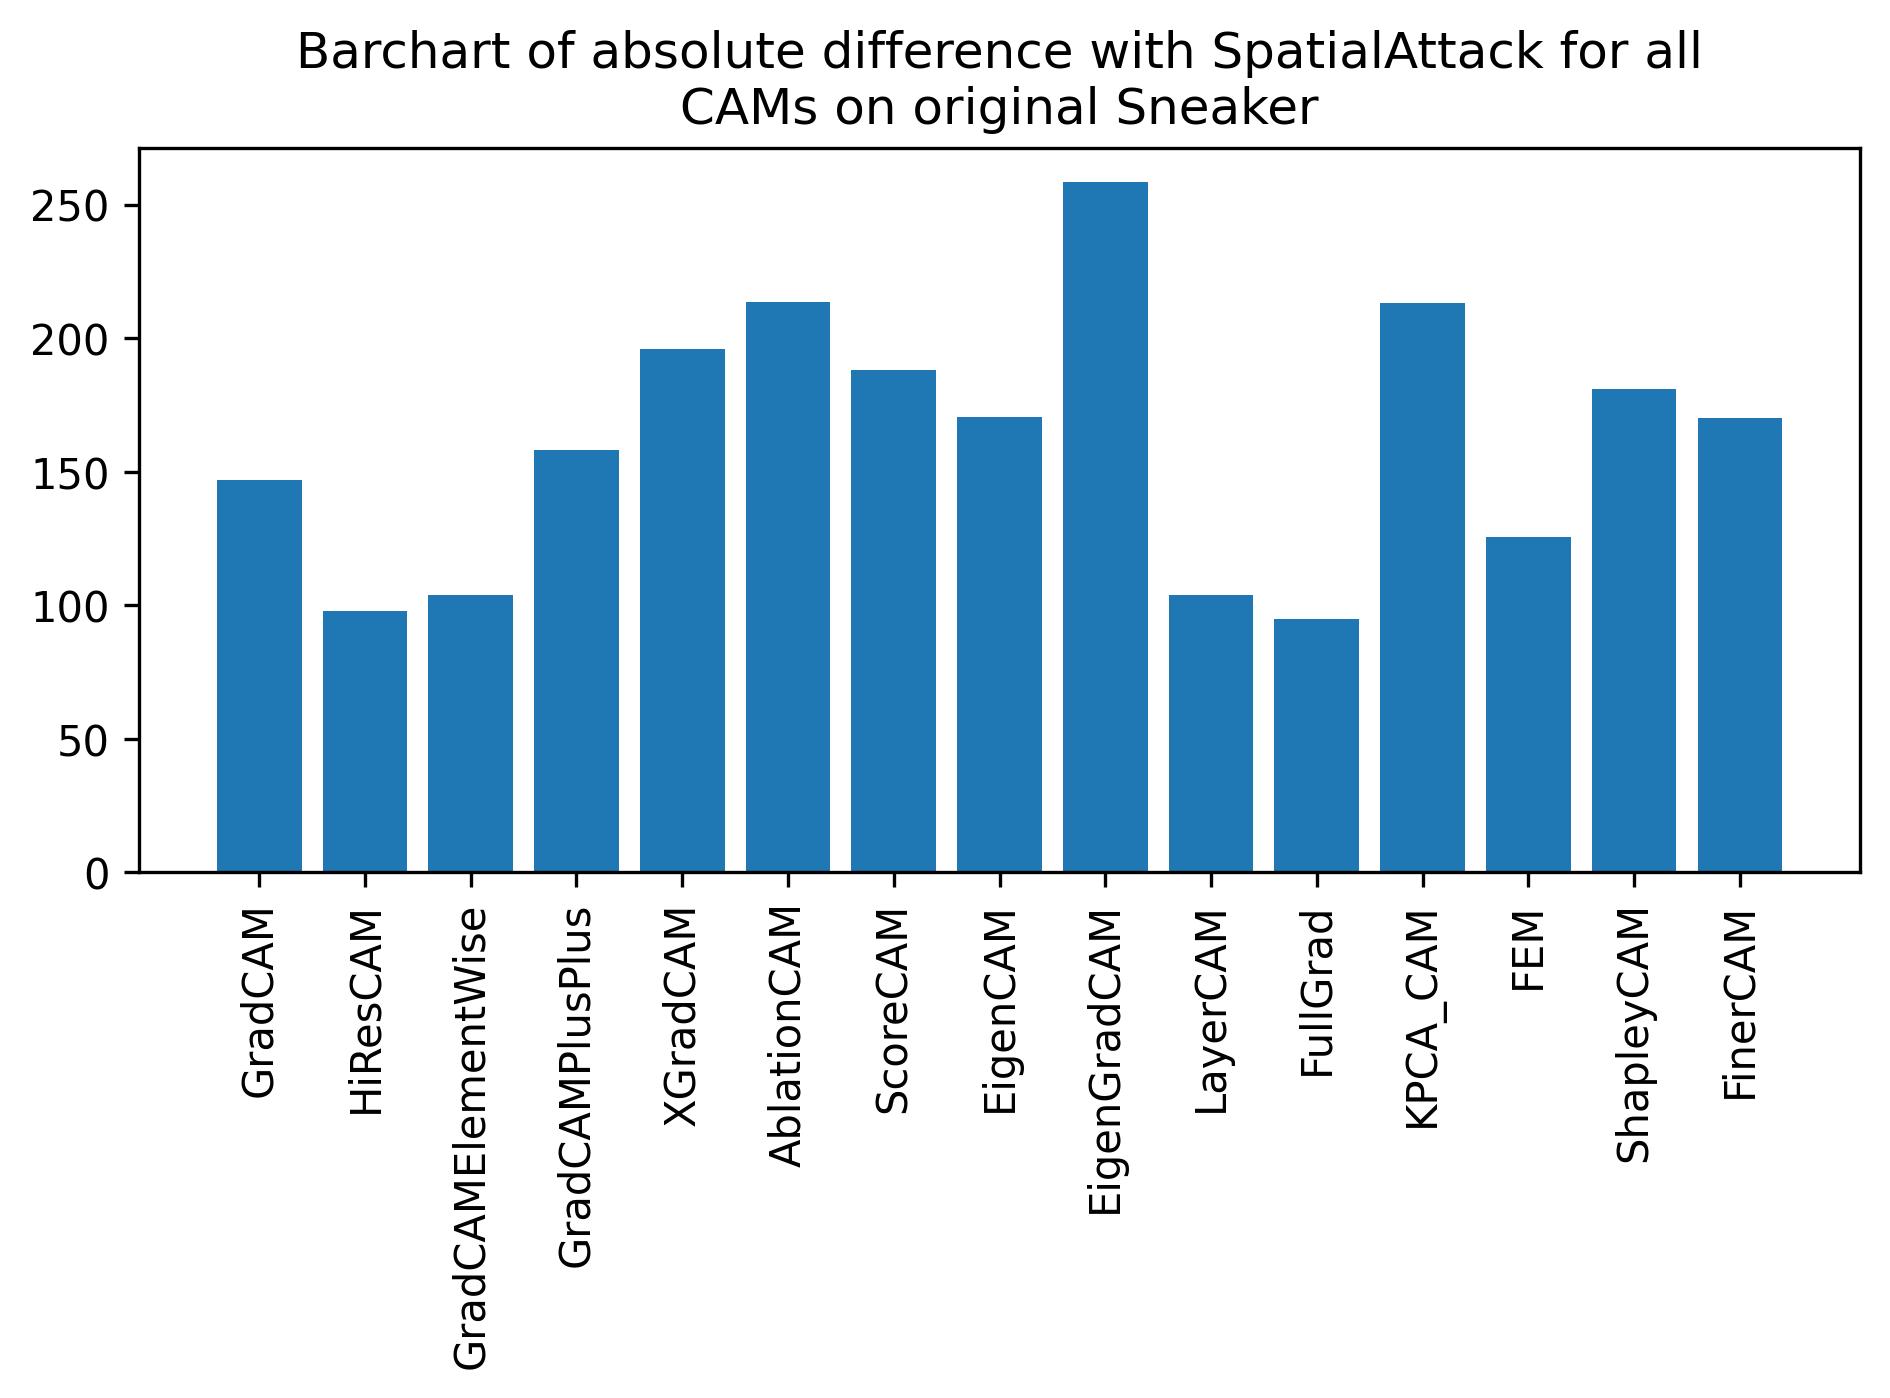 Barchart of absolute difference with SpatialAttack for all
CAMs on original Sneaker
250
200
150
100
50
0
GradCAM
HiResCAM
GradCAMElementWise
GradCAMPlusPlus
XGradCAM
AblationCAM
ScoreCAM
EigenCAM
EigenGradCAM
LayerCAM
FullGrad
KPCA_CAM
FEM
ShapleyCAM
FinerCAM